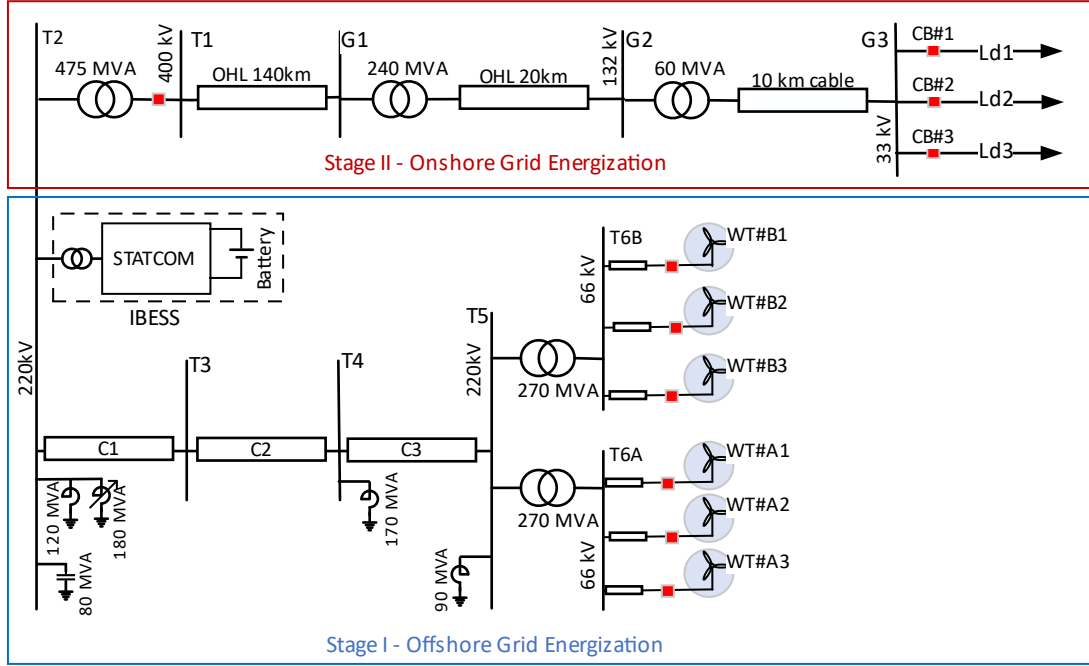 T2
475 MVA
400 kV
T1
OHL 140km
G1
240 MVA
OHL 20km
132 kV
G2
60 MVA
10 km cable
G3
33 kV
CB#1
Ld1
CB#2
Ld2
CB#3
Ld3
Stage II - Onshore Grid Energization
STATCOM
Battery
IBESS
220kV
T3
T4
T5
220kV
C1
C2
C3
120 MVA
180 MVA
80 MVA
170 MVA
90 MVA
270 MVA
270 MVA
T6B
66 kV
WT#B1
WT#B2
WT#B3
T6A
66 kV
WT#A1
WT#A2
WT#A3
Stage I - Offshore Grid Energization